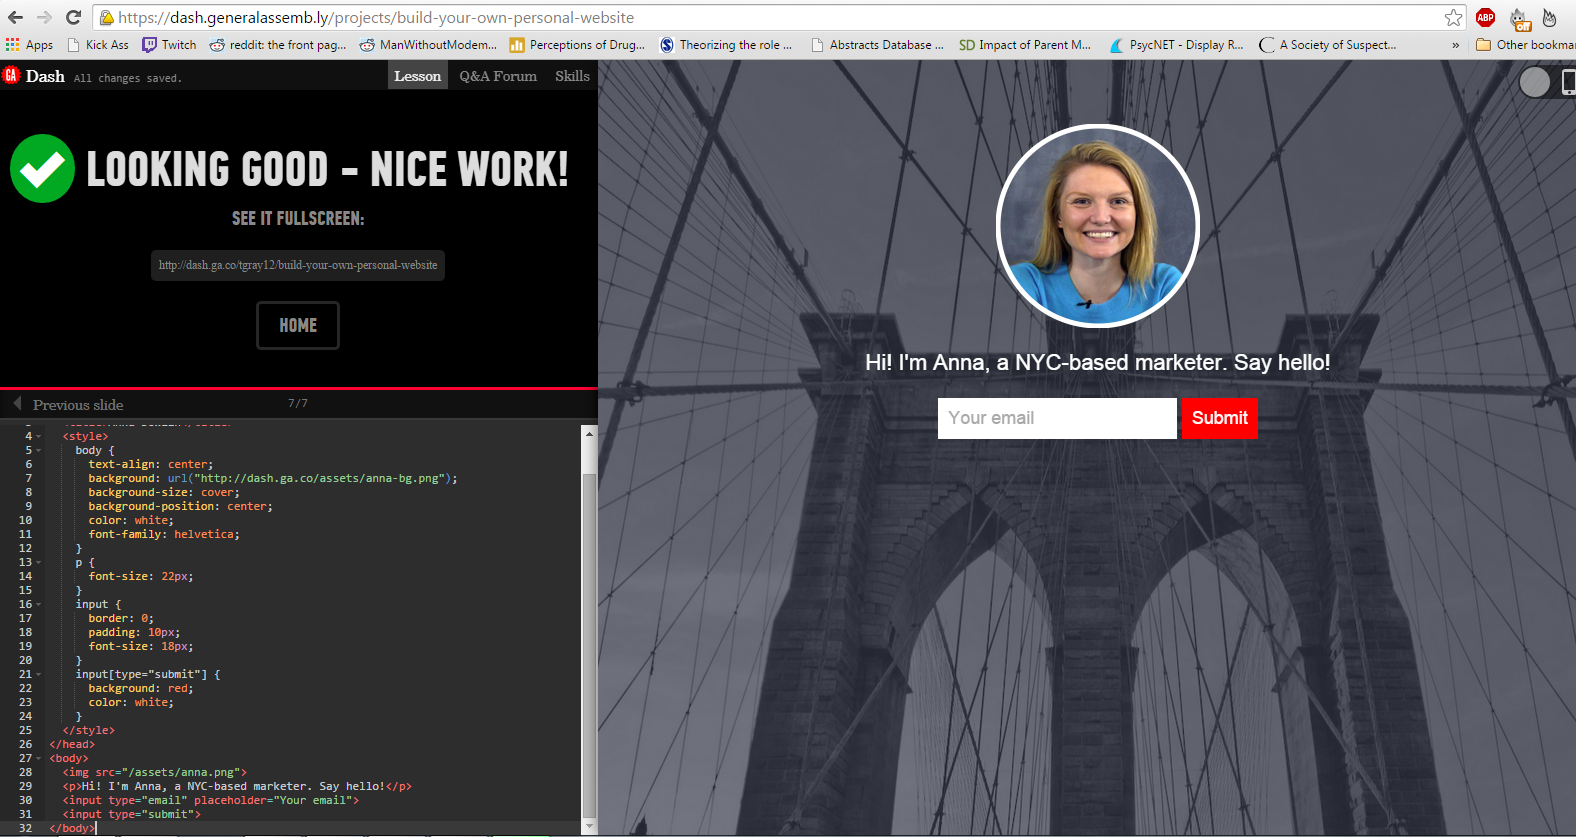 https://dash.generalassemb.ly/projects/build-your-own-personal-website
ABP
off
Apps Kick Ass Twitch reddit: the front pag... ManWithoutModem... Perceptions of Drug... Theorizing the role ... Abstracts Database ... SD Impact of Parent M... PsycNET - Display R... A Society of Suspect... » Other bookmar
GA Dash All changes saved. Lesson Q&A Forum Skills
LOOKING GOOD - NICE WORK!
SEE IT FULLSCREEN:
http://dash.ga.co/tgray12/build-your-own-personal-website
HOME
Previous slide 7/7
4 <style>
5 body {
6 text-align: center;
7 background: url("http://dash.ga.co/assets/anna-bg.png");
8 background-size: cover;
9 background-position: center;
10 color: white;
11 font-family: helvetica;
12 }
13 p {
14 font-size: 22px;
15 }
16 input {
17 border: 0;
18 padding: 10px;
19 font-size: 18px;
20 }
21 input[type="submit"] {
22 background: red;
23 color: white;
24 }
25 </style>
26 </head>
27 <body>
28 <img src="/assets/anna.png">
29 <p>Hi! I'm Anna, a NYC-based marketer. Say hello!</p>
30 <input type="email" placeholder="Your email">
31 <input type="submit">
32 </body>
Hi! I'm Anna, a NYC-based marketer. Say hello!
Your email Submit